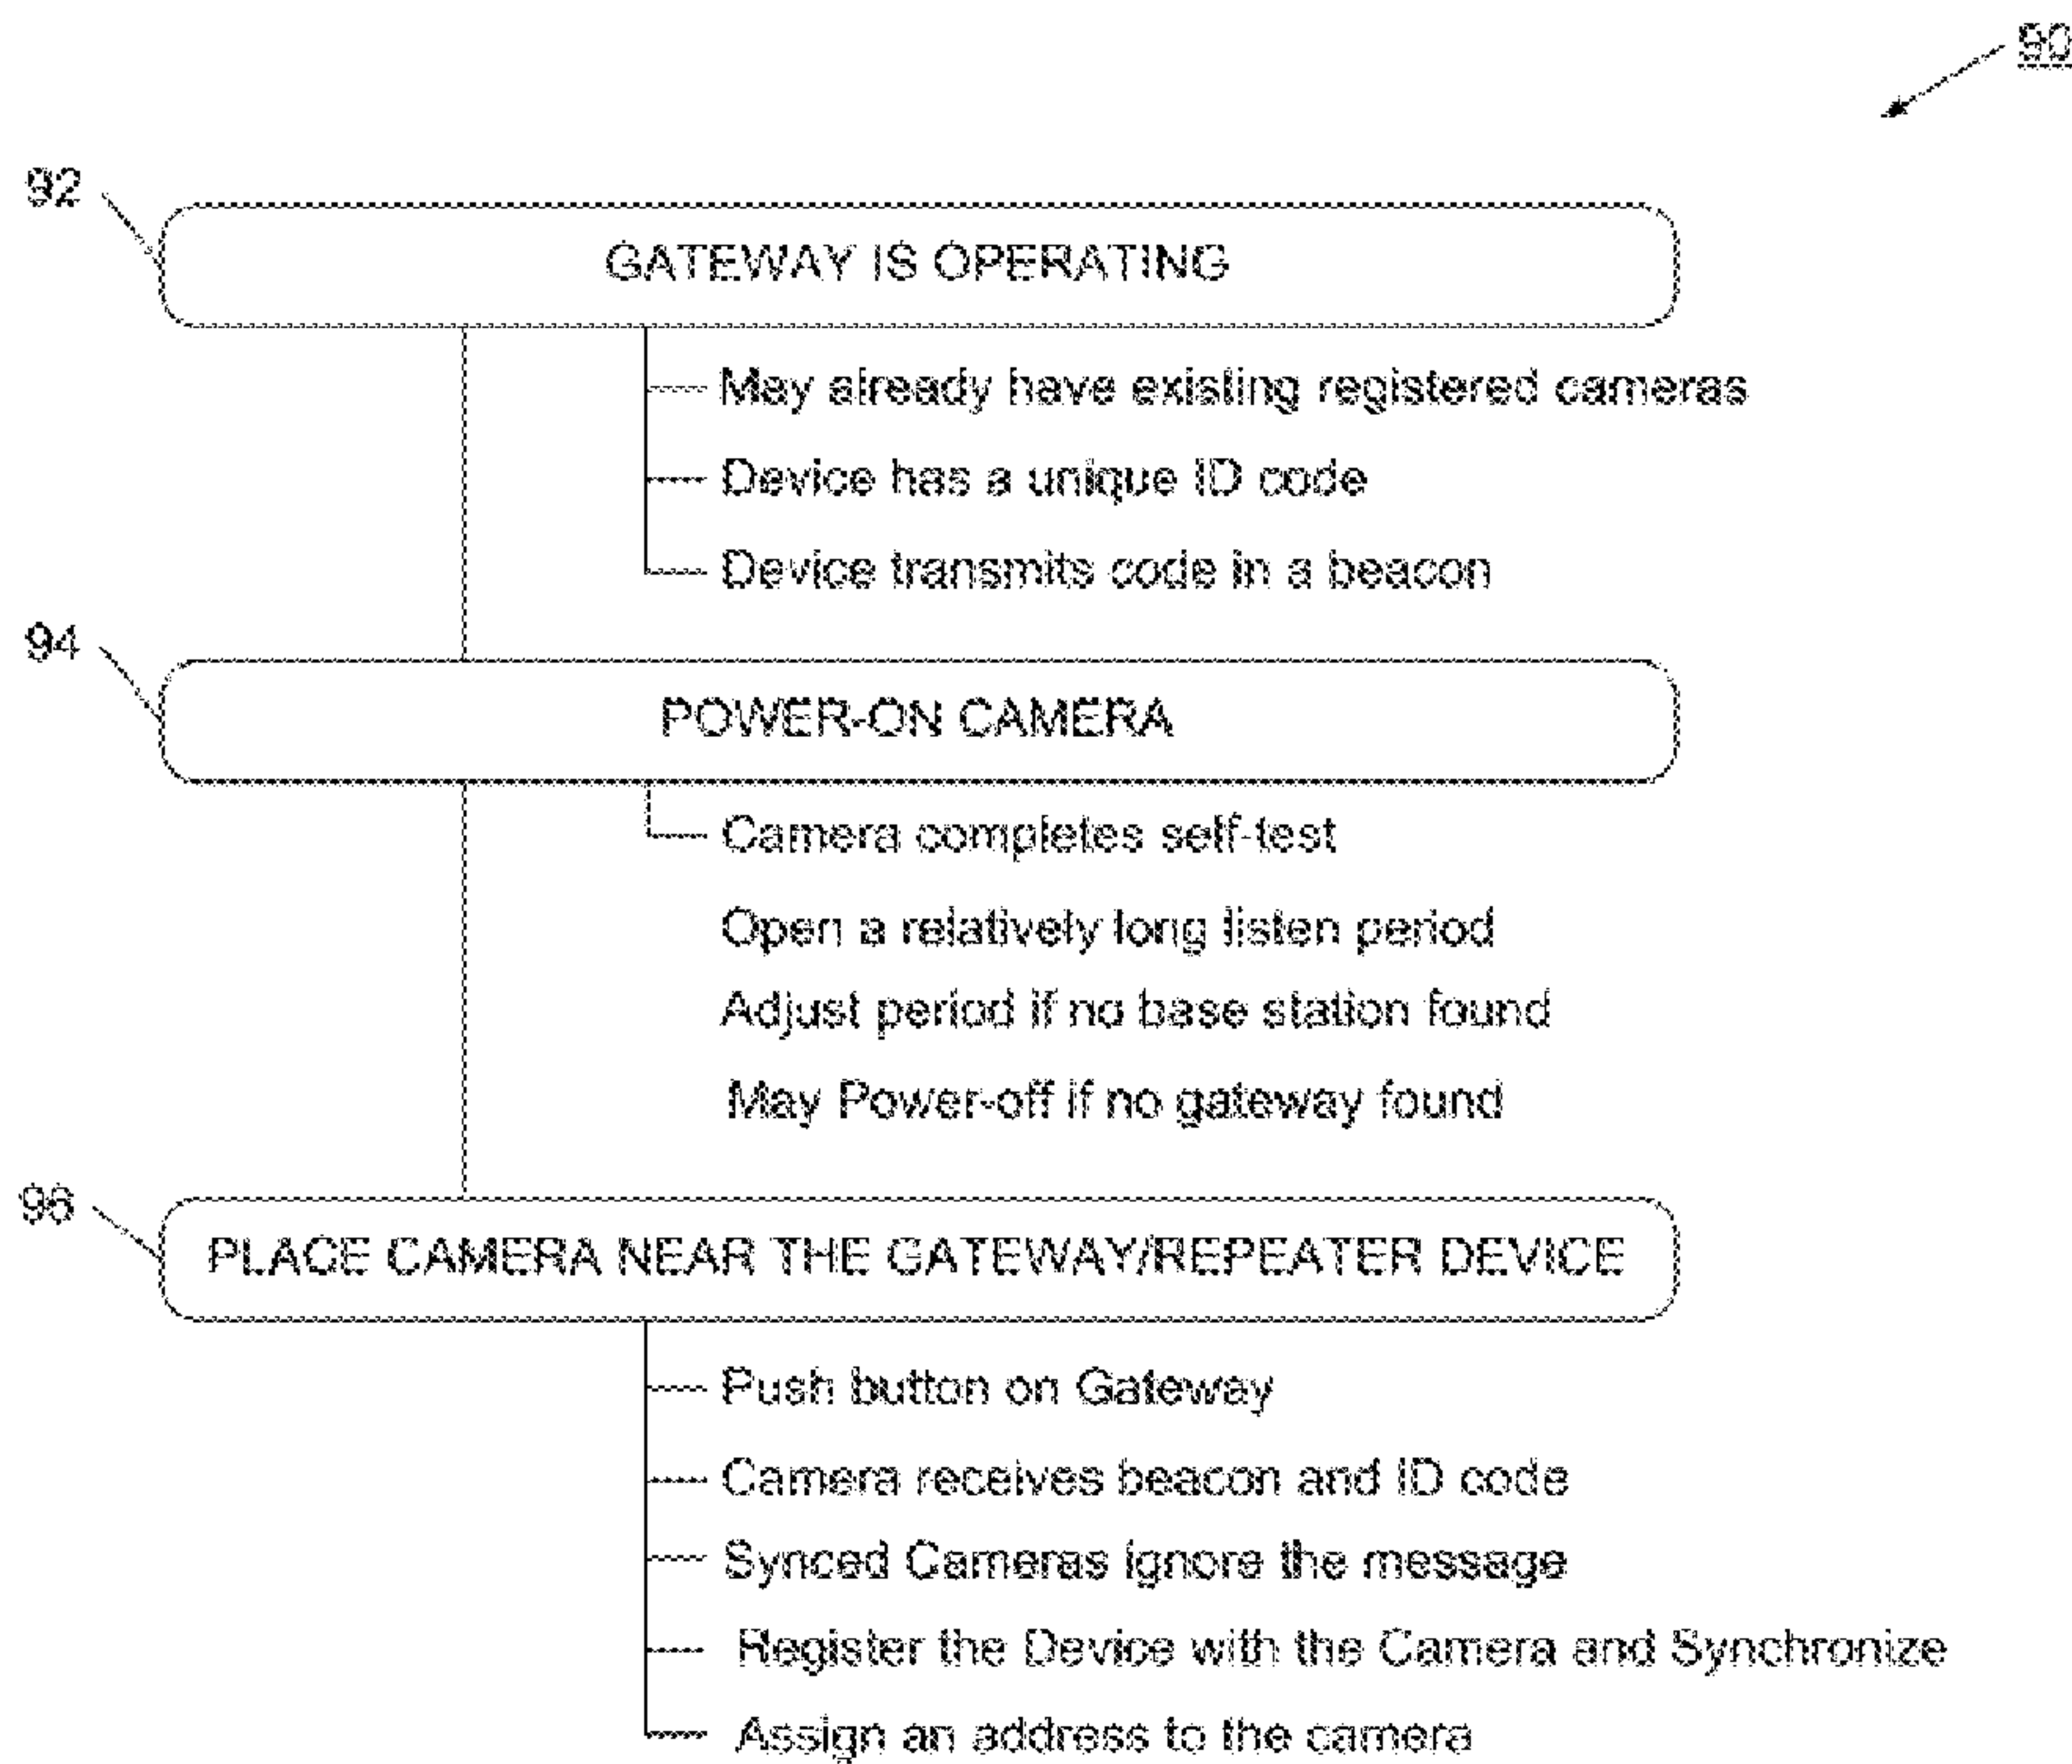 90
92
GATEWAY IS OPERATING
May already have existing registered cameras
Device has a unique ID code
Device transmits code in a beacon
94
POWER-ON CAMERA
Camera completes self-test
Open a relatively long listen period
Adjust period if no base station found
May Power-off if no gateway found
96
PLACE CAMERA NEAR THE GATEWAY/REPEATER DEVICE
Push button on Gateway
Camera receives beacon and ID code
Synced Cameras ignore the message
Register the Device with the Camera and Synchronize
Assign an address to the camera